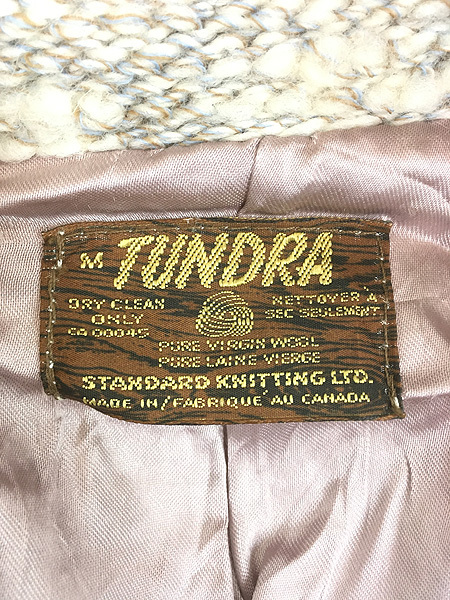 M TUNDRA
DRY CLEAN
ONLY
CA 00045
NETTOYER À
SEC SEULEMENT
PURE VIRGIN WOOL
PURE LAINE VIERGE
STANDARD KNITTING LTD.
MADE IN / FABRIQUÉ AU CANADA